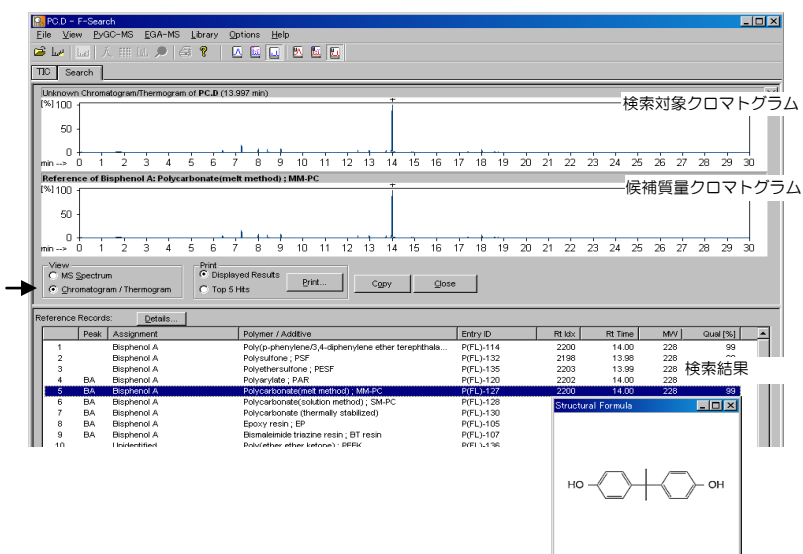 PC.D - F-Search
File View PyGC-MS EGA-MS Library Options Help
TIC Search
Unknown Chromatogram/Thermogram of PC.D (13.997 min)
[%] 100
50
0
min --> 0 1 2 3 4 5 6 7 8 9 10 11 12 13 14 15 16 17 18 19 20 21 22 23 24 25 26 27 28 29 30
検索対象クロマトグラム
Reference of Bisphenol A: Polycarbonate(melt method) ; MM-PC
[%] 100
50
0
min --> 0 1 2 3 4 5 6 7 8 9 10 11 12 13 14 15 16 17 18 19 20 21 22 23 24 25 26 27 28 29 30
候補質量クロマトグラム
View
MS Spectrum
Chromatogram / Thermogram
Print
Displayed Results
Top 5 Hits
Print...
Copy
Close
Reference Records: Details...
Peak Assignment Polymer / Additive Entry ID Rt Idx Rt Time MW Qual [%]
1 Bisphenol A Poly(p-phenylene/3,4-diphenylene ether terephthala... P(FL)-114 2200 14.00 228 99
2 Bisphenol A Polysulfone ; PSF P(FL)-132 2198 13.98 228
3 Bisphenol A Polyethersulfone ; PESF P(FL)-135 2203 13.99 228
4 BA Bisphenol A Polyarylate ; PAR P(FL)-120 2202 14.00 228
5 BA Bisphenol A Polycarbonate(melt method) ; MM-PC P(FL)-127 2200 14.00 228 99
6 BA Bisphenol A Polycarbonate(solution method) ; SM-PC P(FL)-128
7 BA Bisphenol A Polycarbonate (thermally stabilized) P(FL)-130
8 BA Bisphenol A Epoxy resin ; EP P(FL)-105
9 BA Bisphenol A Bismaleimide triazine resin ; BT resin P(FL)-107
10 Unidentified Poly(ether ether ketone) ; PEEK P(FL)-136
検索結果
Structural Formula
HO
OH